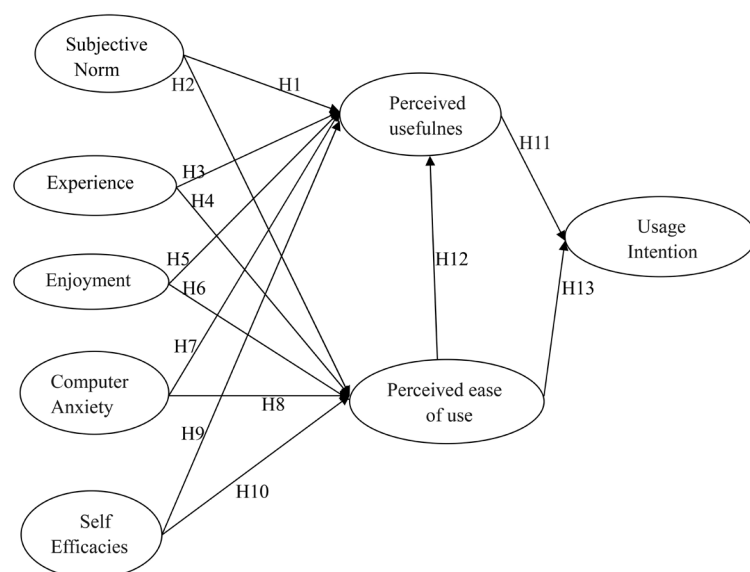 Subjective
Norm
H2
H1
Perceived
usefulnes
Experience
H3
H4
H11
Usage
Intention
Enjoyment
H5
H6
H12
H13
Computer
Anxiety
H7
H8
Perceived ease
of use
H9
H10
Self
Efficacies